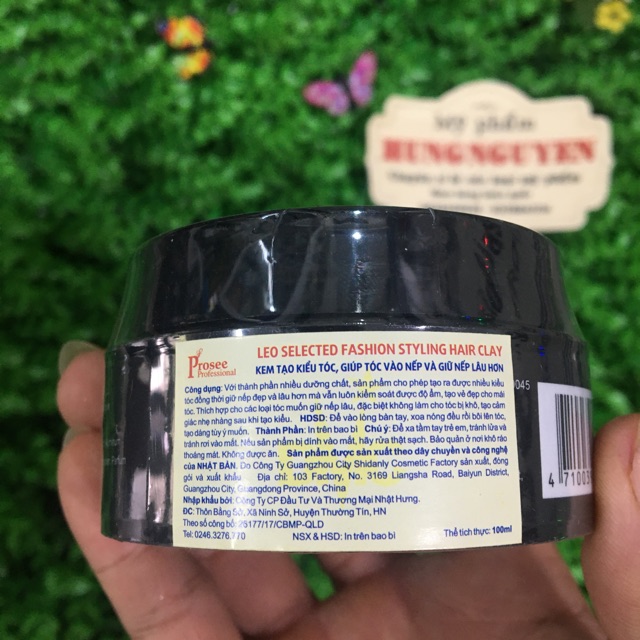 mỹ phẩm
HUNGNGUYEN
Prosee
Professional
LEO SELECTED FASHION STYLING HAIR CLAY
KEM TẠO KIỂU TÓC, GIÚP TÓC VÀO NẾP VÀ GIỮ NẾP LÂU HƠN
Công dụng: Với thành phần nhiều dưỡng chất, sản phẩm cho phép tạo ra được nhiều kiểu
tóc đồng thời giữ nếp đẹp và lâu hơn mà vẫn luôn kiểm soát được độ ẩm, tạo vẻ đẹp cho mái
tóc. Thích hợp cho các loại tóc muốn giữ nếp lâu, đặc biệt không làm cho tóc bị khô, tạo cảm
giác nhẹ nhàng sau khi tạo kiểu. HDSD: Để vào lòng bàn tay, xoa nóng đều rồi bôi lên tóc,
tạo dáng tùy ý muốn. Thành Phần: In trên bao bì Chú ý: Để xa tầm tay trẻ em, tránh lửa và
tránh rơi vào mắt. Nếu sản phẩm bị dính vào mắt, hãy rửa thật sạch. Bảo quản ở nơi khô ráo
thoáng mát. Không được ăn. Sản phẩm được sản xuất theo dây chuyền và công nghệ
của NHẬT BẢN. Do Công Ty Guangzhou City Shidanly Cosmetic Factory sản xuất, đóng
gói và xuất khẩu Địa chỉ: 103 Factory, No. 3169 Liangsha Road, Baiyun District,
Guangzhou City, Guangdong Province, China
Nhập khẩu bởi: Công Ty CP Đầu Tư Và Thương Mại Nhật Hưng.
ĐC: Thôn Bằng Sở, Xã Ninh Sở, Huyện Thường Tín, HN
Theo số công bố: 25177/17/CBMP-QLD
Tel: 0246.3276.770
NSX & HSD: In trên bao bì
Thể tích thực: 100ml
0045
4 71005